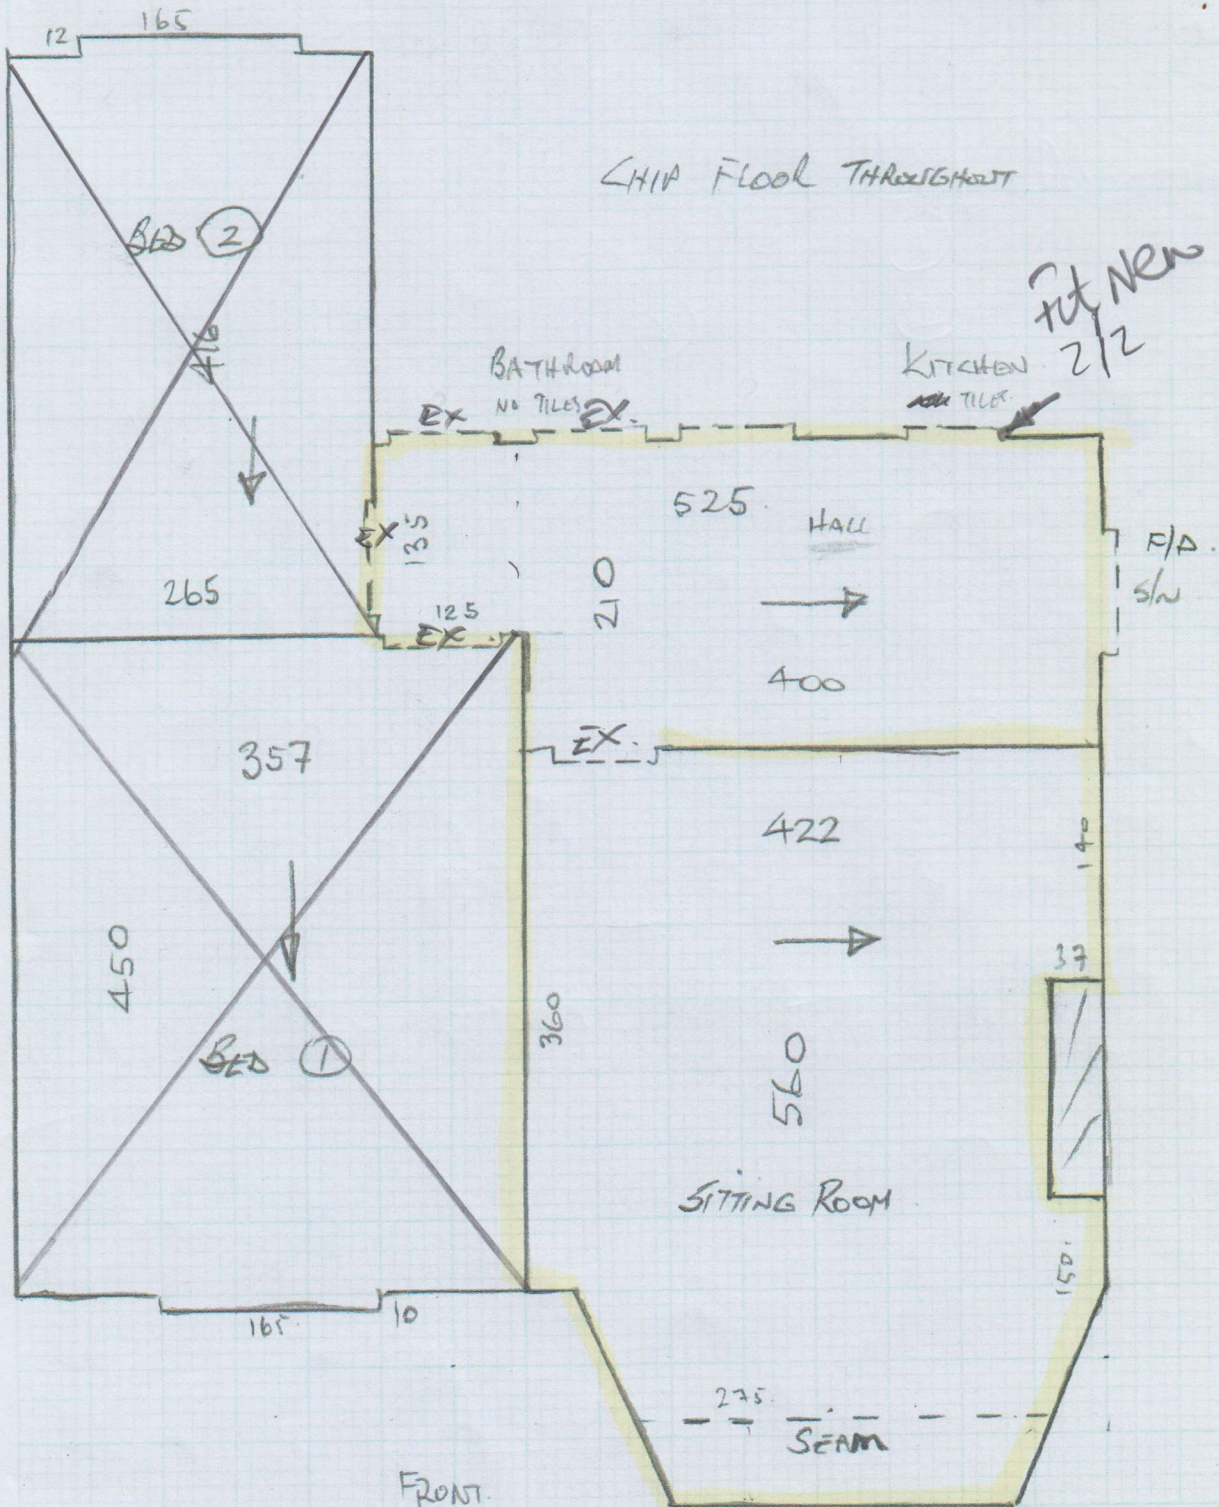 165
12
CHIP FLOOR THROUGHOUT
Fit New
2/2
BED 2
416
BATHROOM
NO TILES
KITCHEN
TILES
EX
EX.
525.
HALL
F/D.
S/N
EX
135
210
265
125
EX.
400
EX.
357
422
140
450
37
360
560
BED 1
SITTING ROOM
150.
165.
10
275.
SEAM
FRONT.